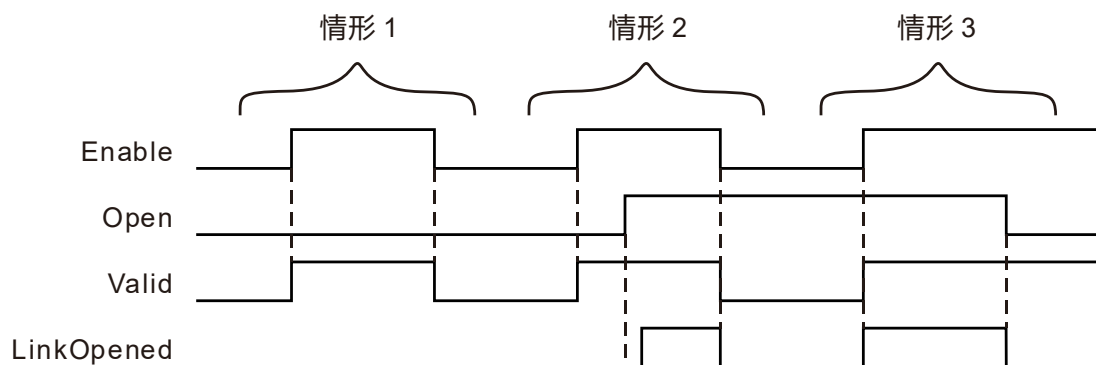 情形 1 情形 2 情形 3
Enable
Open
Valid
LinkOpened